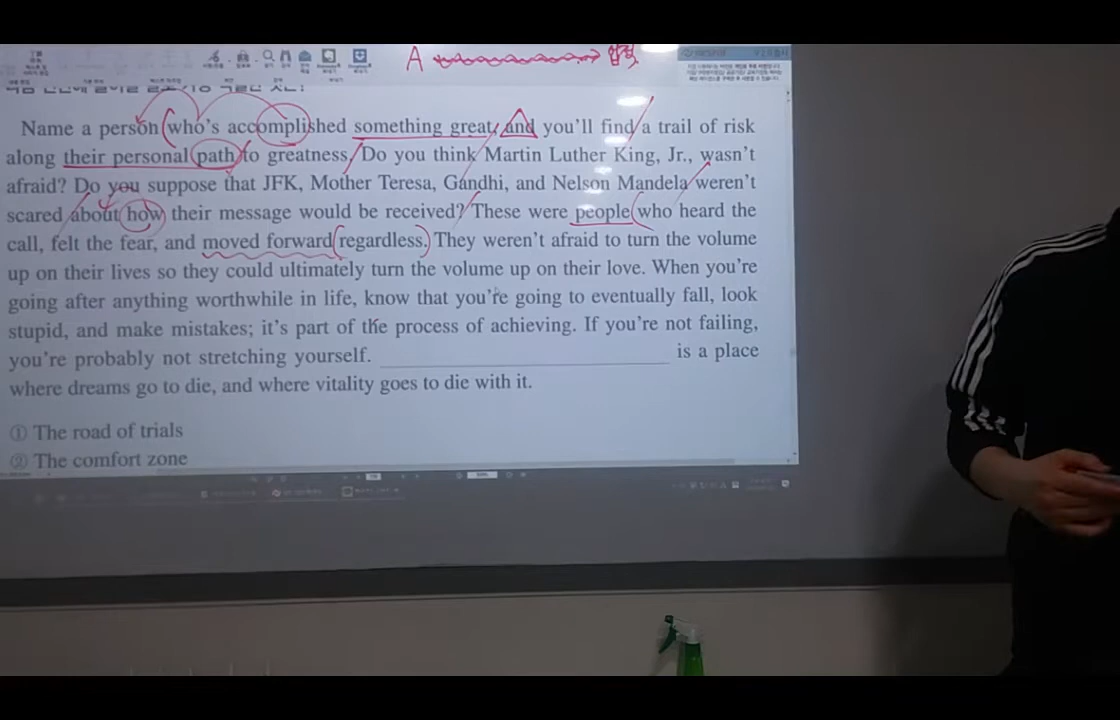 A 합격
Name a person who's accomplished something great, and you'll find a trail of risk
along their personal path to greatness. Do you think Martin Luther King, Jr., wasn't
afraid? Do you suppose that JFK, Mother Teresa, Gandhi, and Nelson Mandela weren't
scared about how their message would be received? These were people who heard the
call, felt the fear, and moved forward regardless. They weren't afraid to turn the volume
up on their lives so they could ultimately turn the volume up on their love. When you're
going after anything worthwhile in life, know that you're going to eventually fall, look
stupid, and make mistakes; it's part of the process of achieving. If you're not failing,
you're probably not stretching yourself. is a place
where dreams go to die, and where vitality goes to die with it.
① The road of trials
② The comfort zone